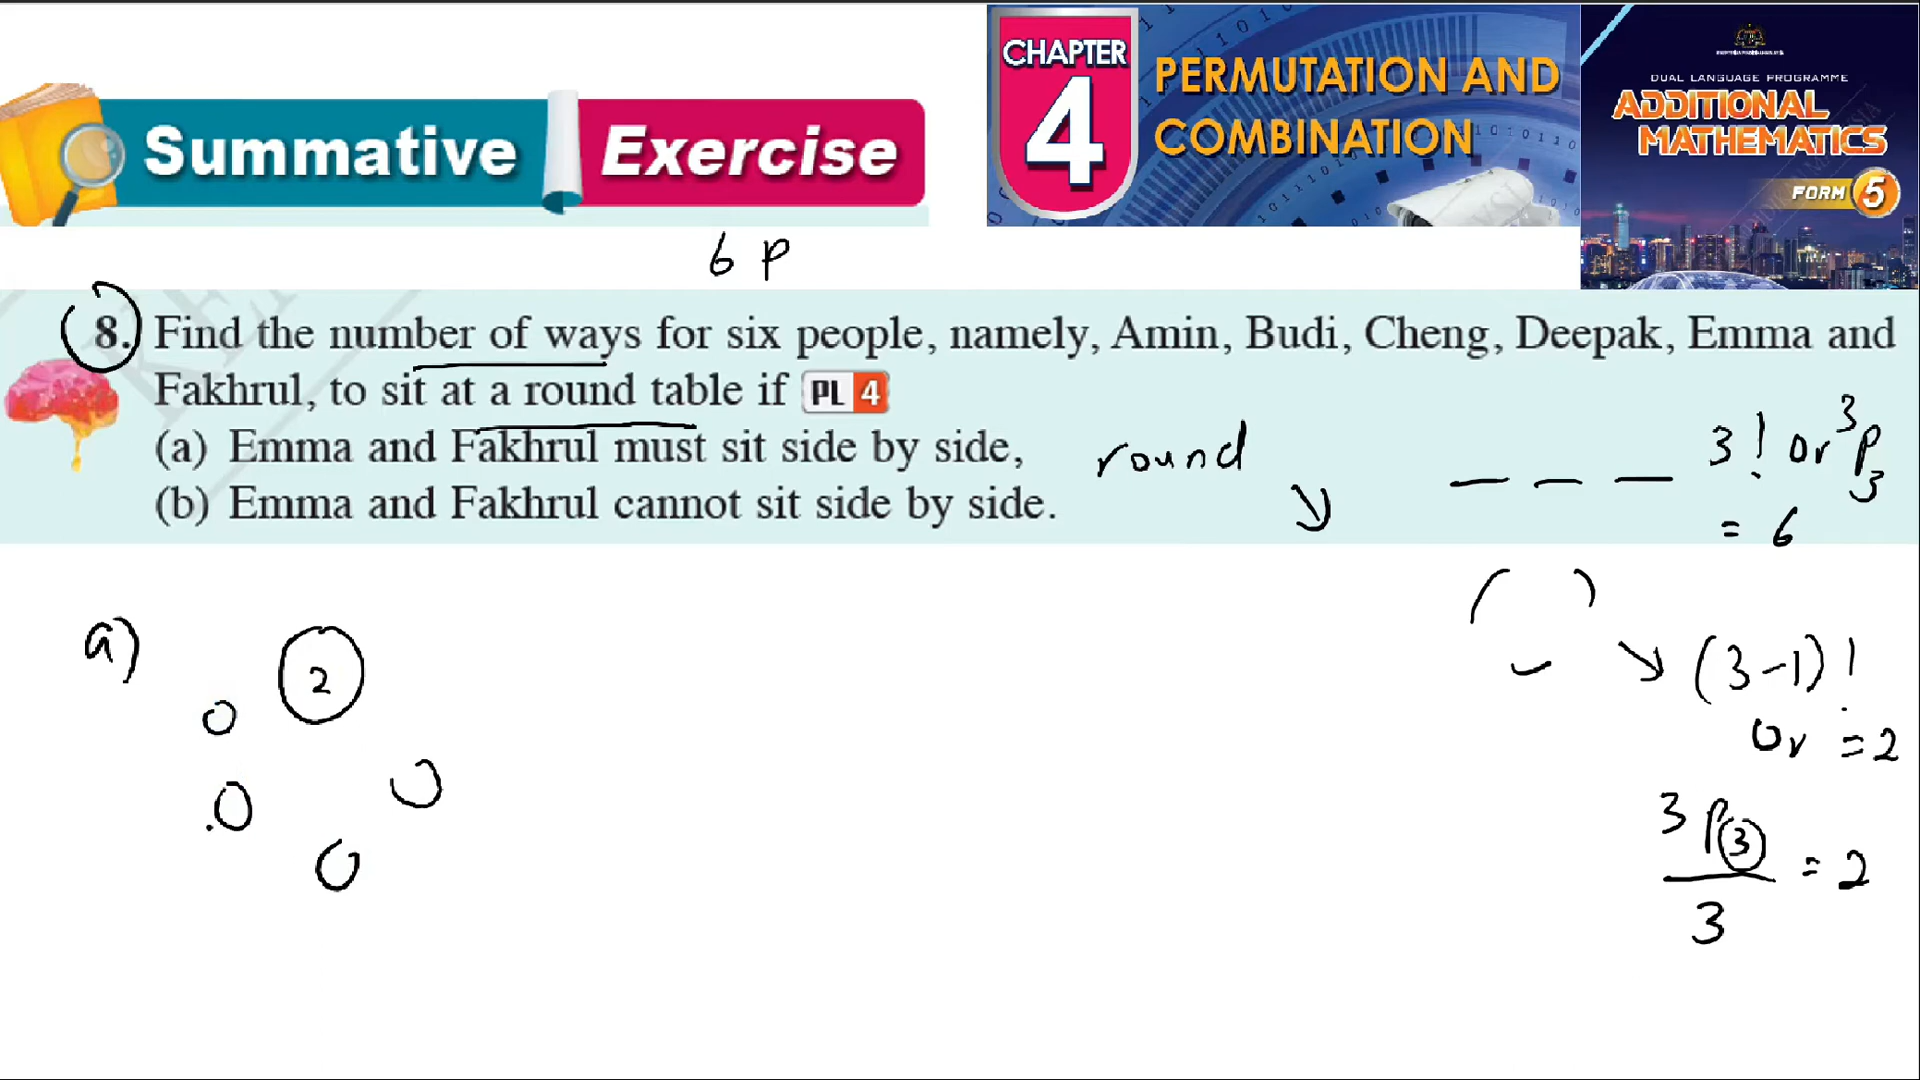 CHAPTER
4
PERMUTATION AND
COMBINATION
DUAL LANGUAGE PROGRAMME
ADDITIONAL
MATHEMATICS
FORM 5
Summative Exercise
6 P
8. Find the number of ways for six people, namely, Amin, Budi, Cheng, Deepak, Emma and
Fakhrul, to sit at a round table if PL 4
(a) Emma and Fakhrul must sit side by side,
(b) Emma and Fakhrul cannot sit side by side.
round
3! or ³P₃
= 6
a)
2
(3-1)!
or = 2
³P₃
/3 = 2